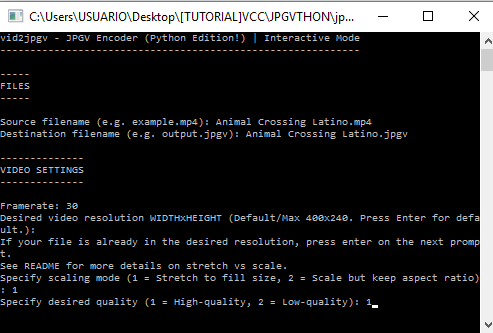 C:\Users\USUARIO\Desktop\[TUTORIAL]VCC\JPGVTHON\jp...
vid2jpgv - JPGV Encoder (Python Edition!) | Interactive Mode
------------------------------------------------------------
-----
FILES
-----
Source filename (e.g. example.mp4): Animal Crossing Latino.mp4
Destination filename (e.g. output.jpgv): Animal Crossing Latino.jpgv
--------------
VIDEO SETTINGS
--------------
Framerate: 30
Desired video resolution WIDTHxHEIGHT (Default/Max 400x240. Press Enter for defa
ult.):
If your file is already in the desired resolution, press enter on the next promp
t.
See README for more details on stretch vs scale.
Specify scaling mode (1 = Stretch to fill size, 2 = Scale but keep aspect ratio)
: 1
Specify desired quality (1 = High-quality, 2 = Low-quality): 1